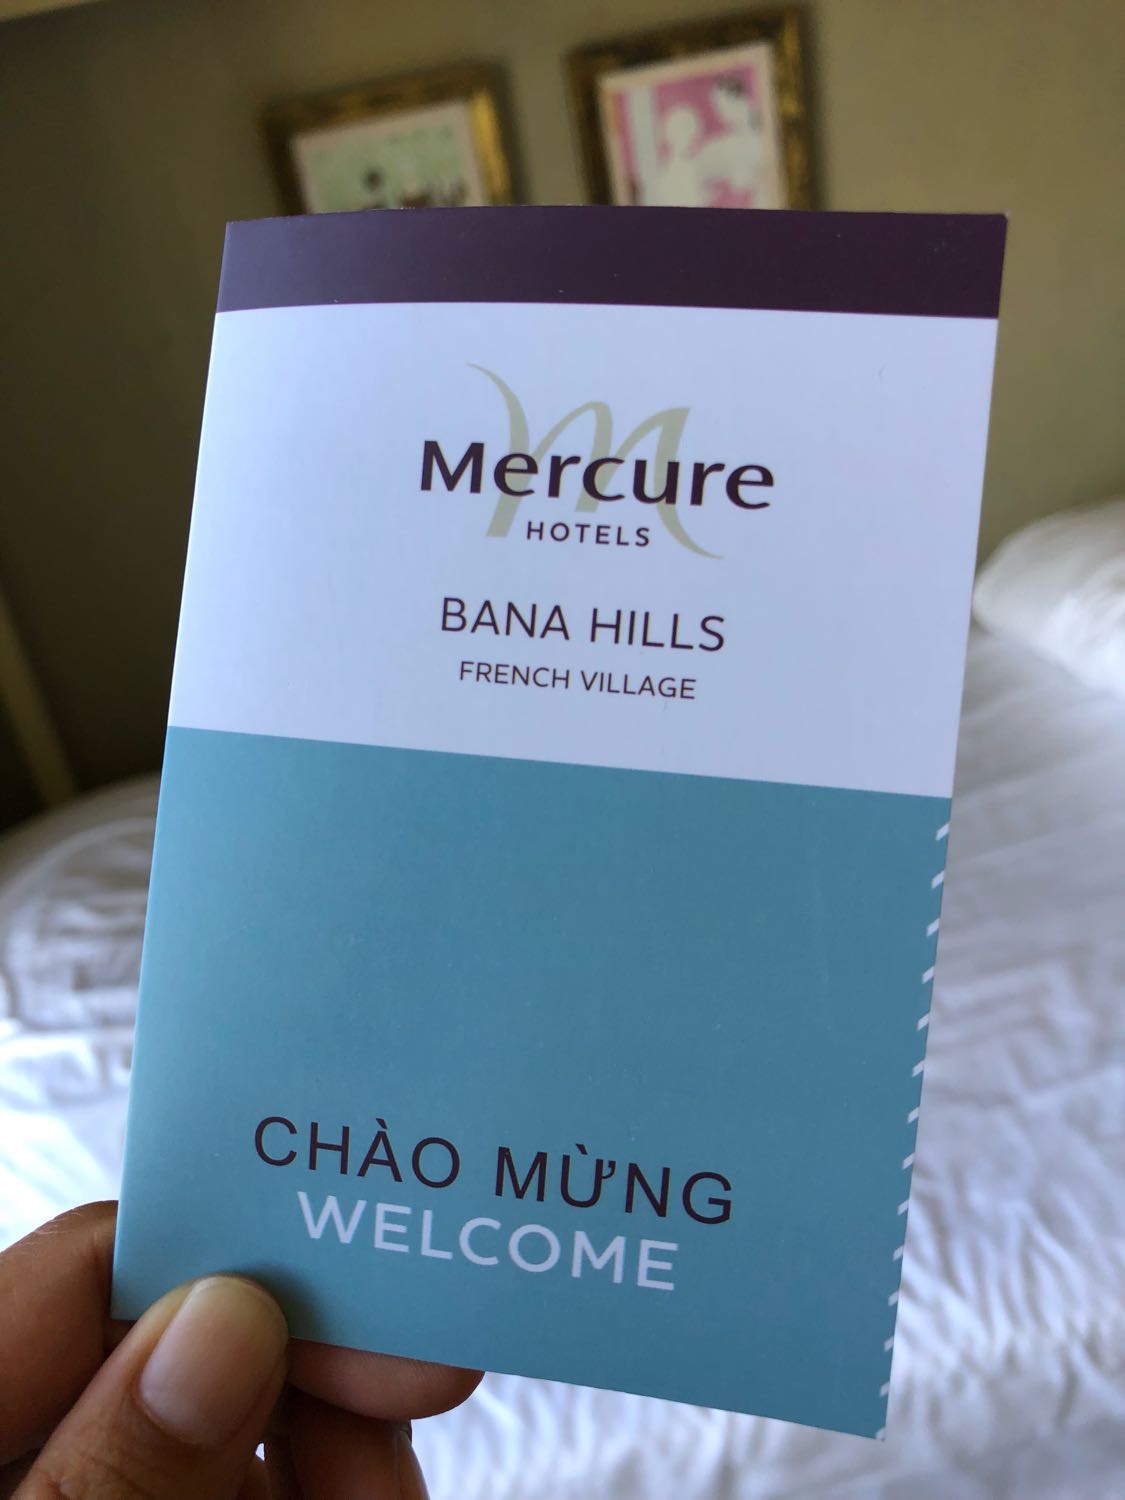 Mercure
HOTELS
BANA HILLS
FRENCH VILLAGE
CHÀO MỪNG
WELCOME